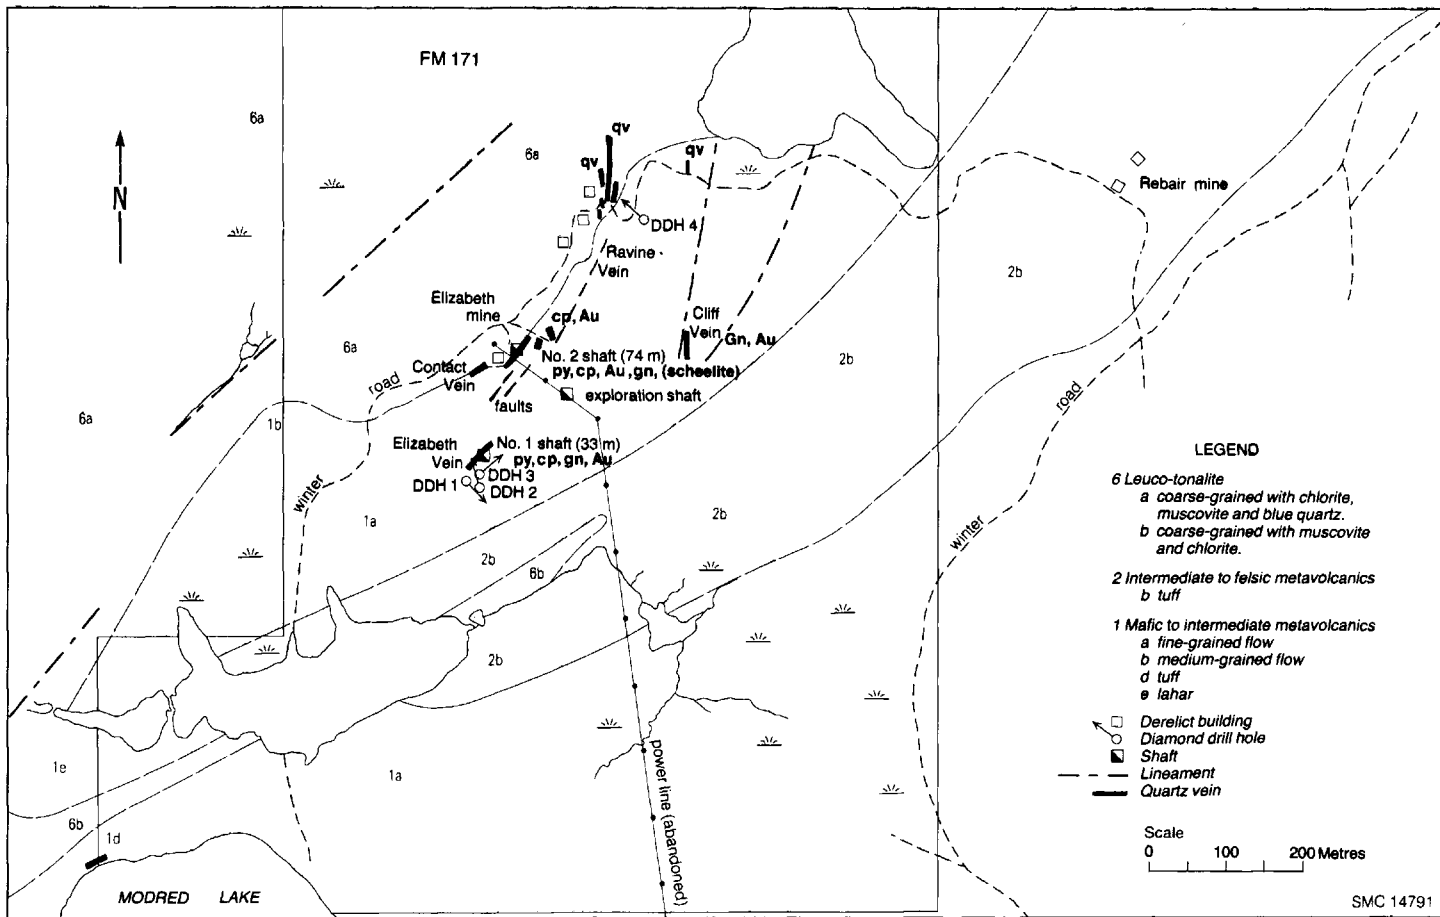 FM 171
6a
6a
N
qv
qv
qv
Rebair mine
DDH 4
Ravine
Vein
2b
Elizabeth
mine
cp, Au
Cliff
Vein
Gn, Au
6a
No. 2 shaft (74 m)
py, cp, Au, gn, (scheelite)
2b
Contact
Vein
road
exploration shaft
faults
road
6a
1b
Elizabeth
Vein
No. 1 shaft (33 m)
py, cp, gn, Au
DDH 3
DDH 1
DDH 2
winter
1a
2b
winter
2b
6b
2b
1e
1a
power line (abandoned)
6b
1d
MODRED LAKE
LEGEND
6 Leuco-tonalite
a coarse-grained with chlorite,
muscovite and blue quartz.
b coarse-grained with muscovite
and chlorite.
2 Intermediate to felsic metavolcanics
b tuff
1 Mafic to intermediate metavolcanics
a fine-grained flow
b medium-grained flow
d tuff
e lahar
Derelict building
Diamond drill hole
Shaft
Lineament
Quartz vein
Scale
0 100 200 Metres
SMC 14791